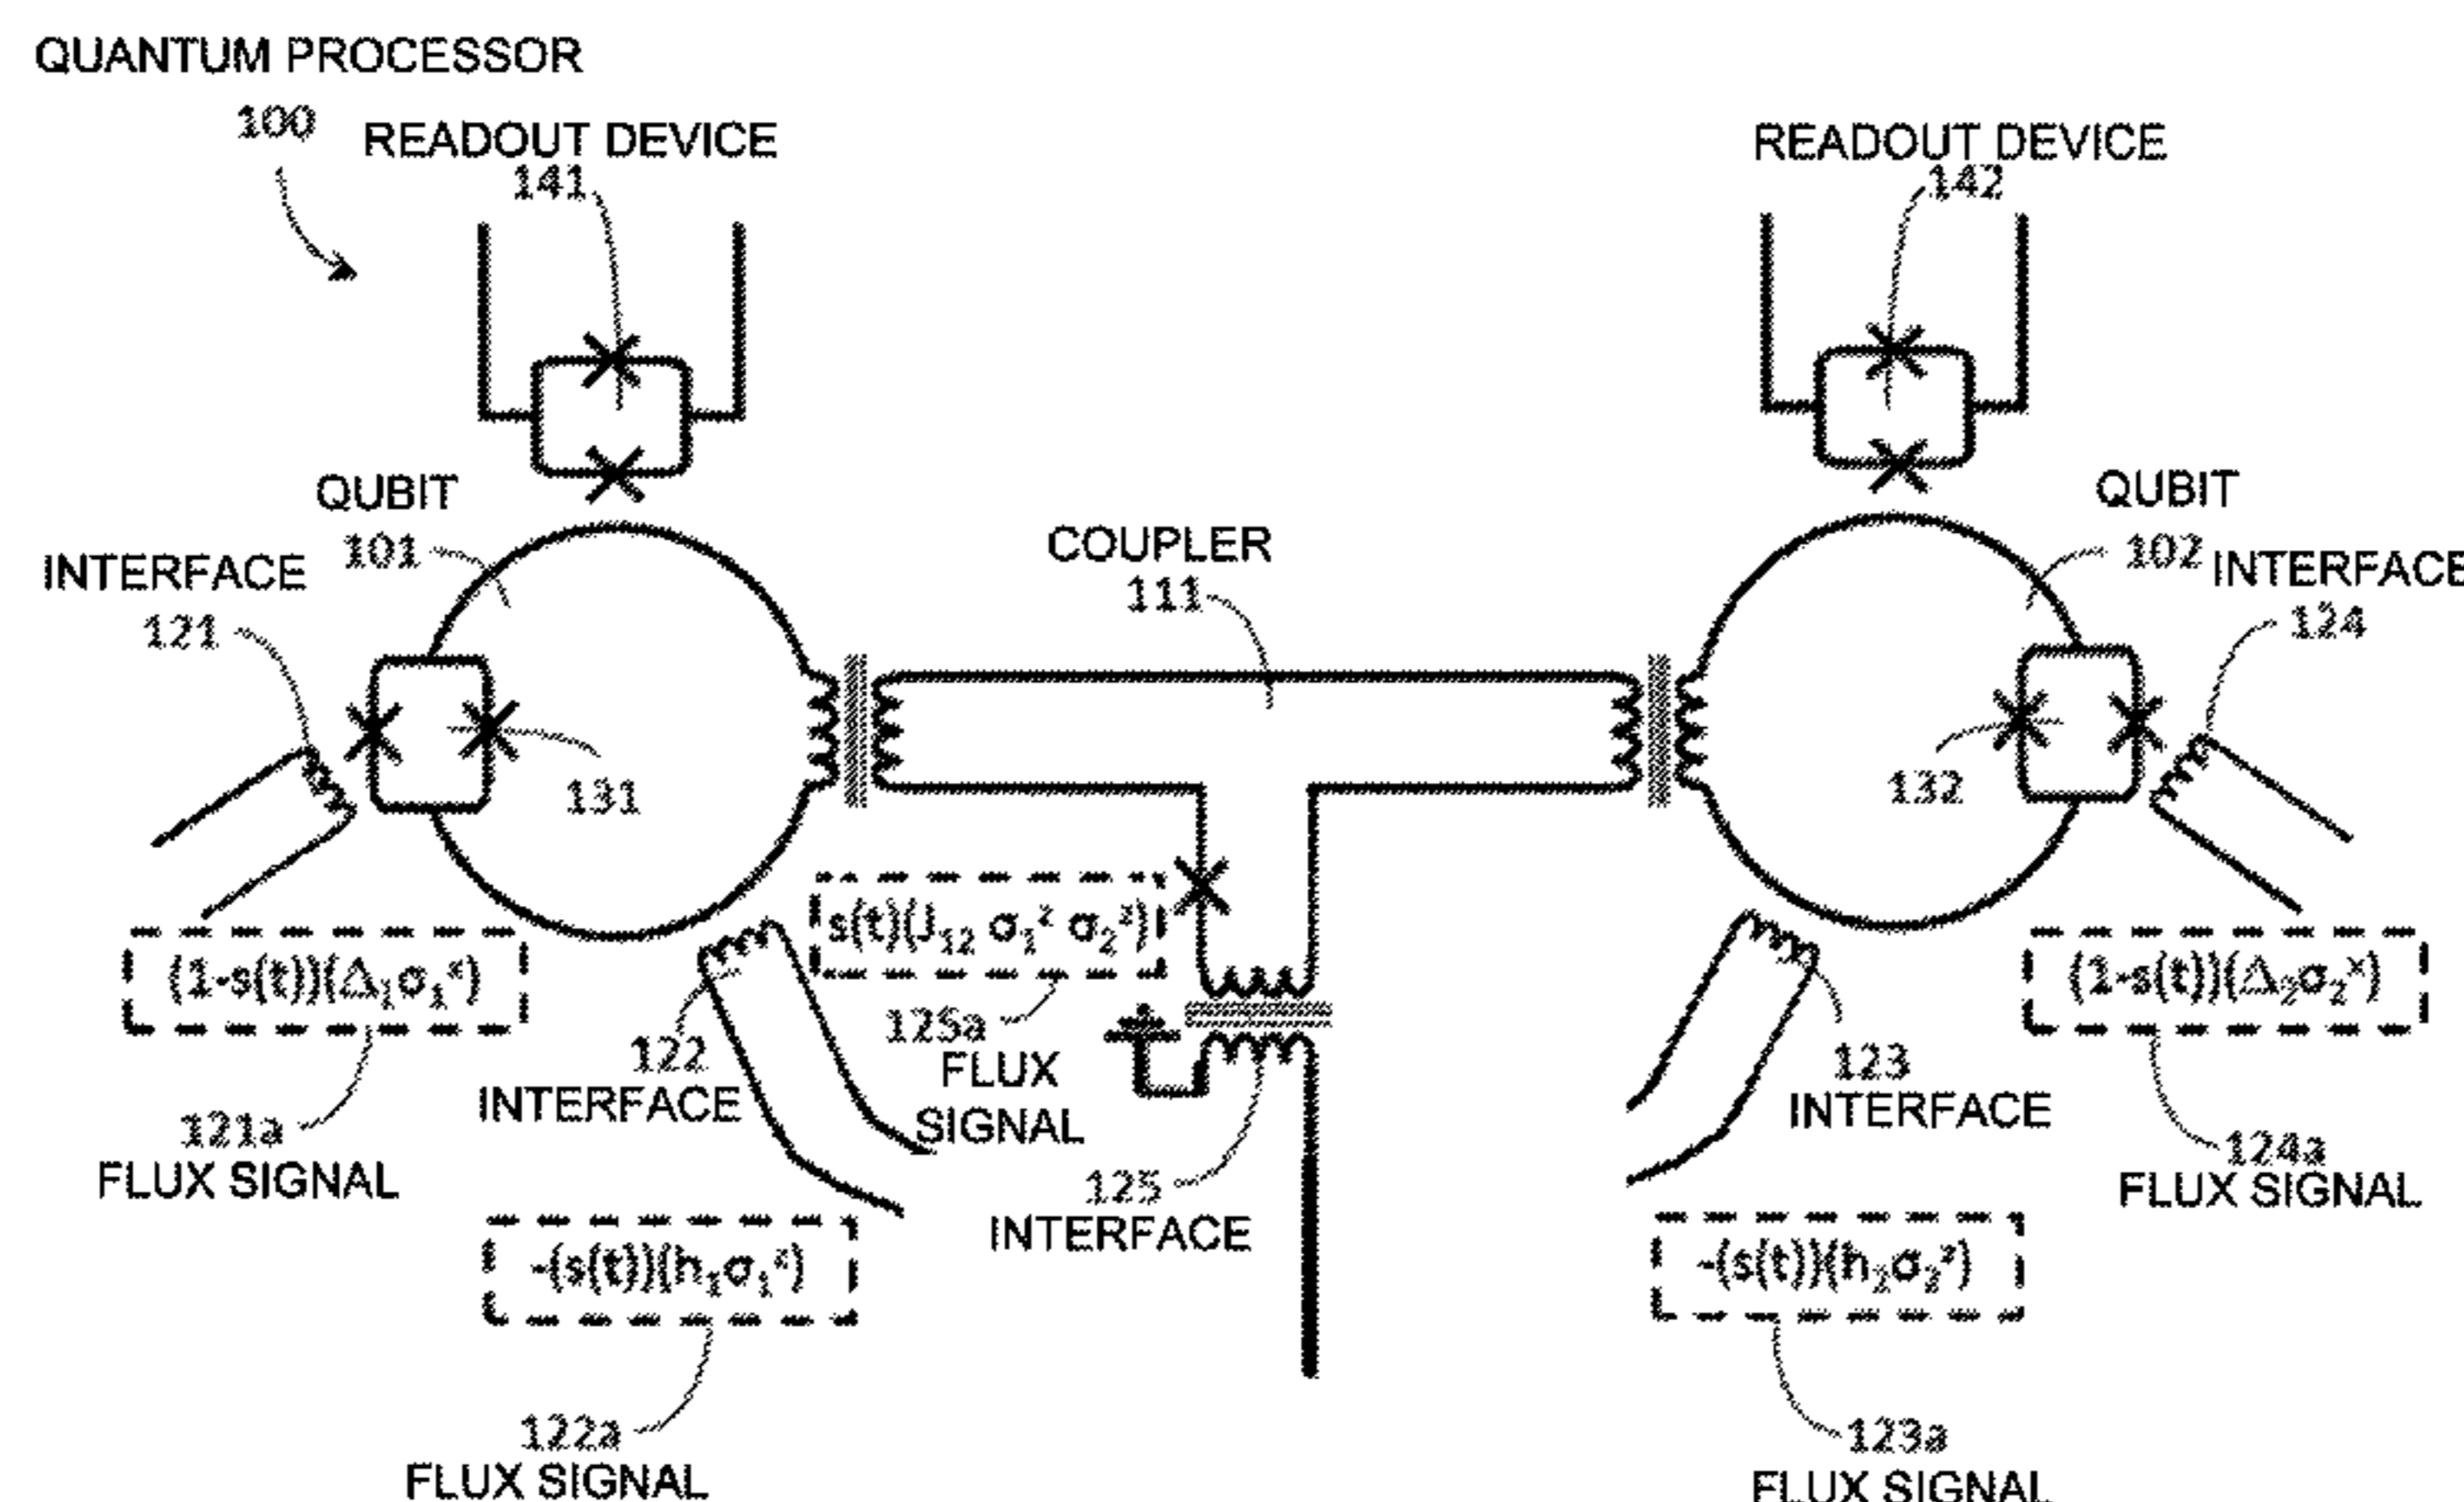 QUANTUM PROCESSOR
100
READOUT DEVICE
141
READOUT DEVICE
142
QUBIT
101
QUBIT
102
INTERFACE
121
COUPLER
111
INTERFACE
124
131
132
s(t)(J₁₂ σ₁ᶻ σ₂ᶻ)
125a
FLUX
SIGNAL
(1-s(t))(Δ₁σ₁ˣ)
121a
FLUX SIGNAL
122
INTERFACE
125
INTERFACE
123
INTERFACE
(1-s(t))(Δ₂σ₂ˣ)
124a
FLUX SIGNAL
-(s(t))(h₁σ₁ᶻ)
122a
FLUX SIGNAL
-(s(t))(h₂σ₂ᶻ)
123a
FLUX SIGNAL